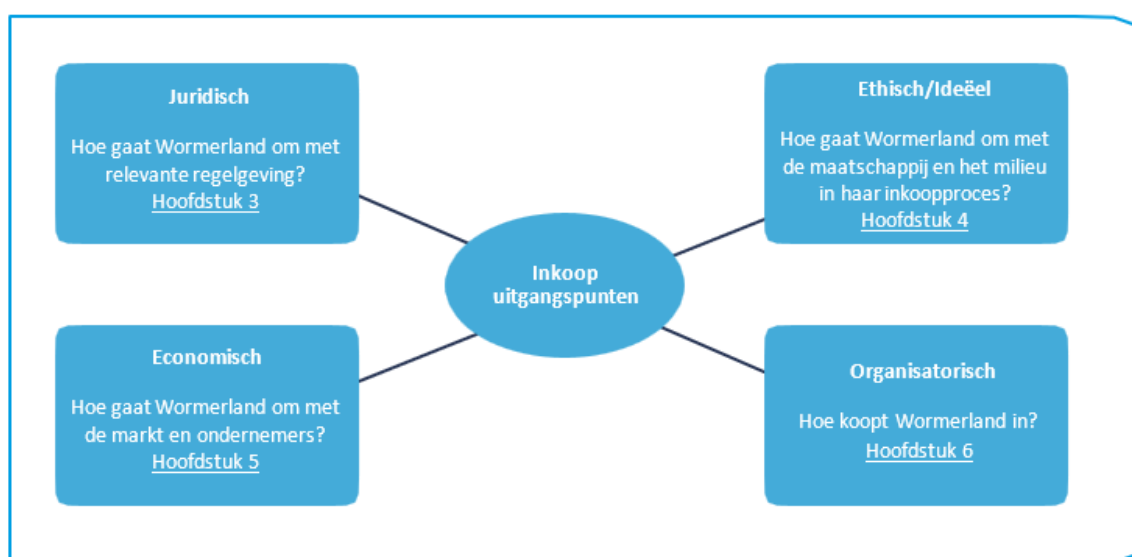 Juridisch
Hoe gaat Wormerland om met
relevante regelgeving?
Hoofdstuk 3
Ethisch/Ideëel
Hoe gaat Wormerland om met
de maatschappij en het milieu
in haar inkoopproces?
Hoofdstuk 4
Inkoop
uitgangspunten
Economisch
Hoe gaat Wormerland om met
de markt en ondernemers?
Hoofdstuk 5
Organisatorisch
Hoe koopt Wormerland in?
Hoofdstuk 6